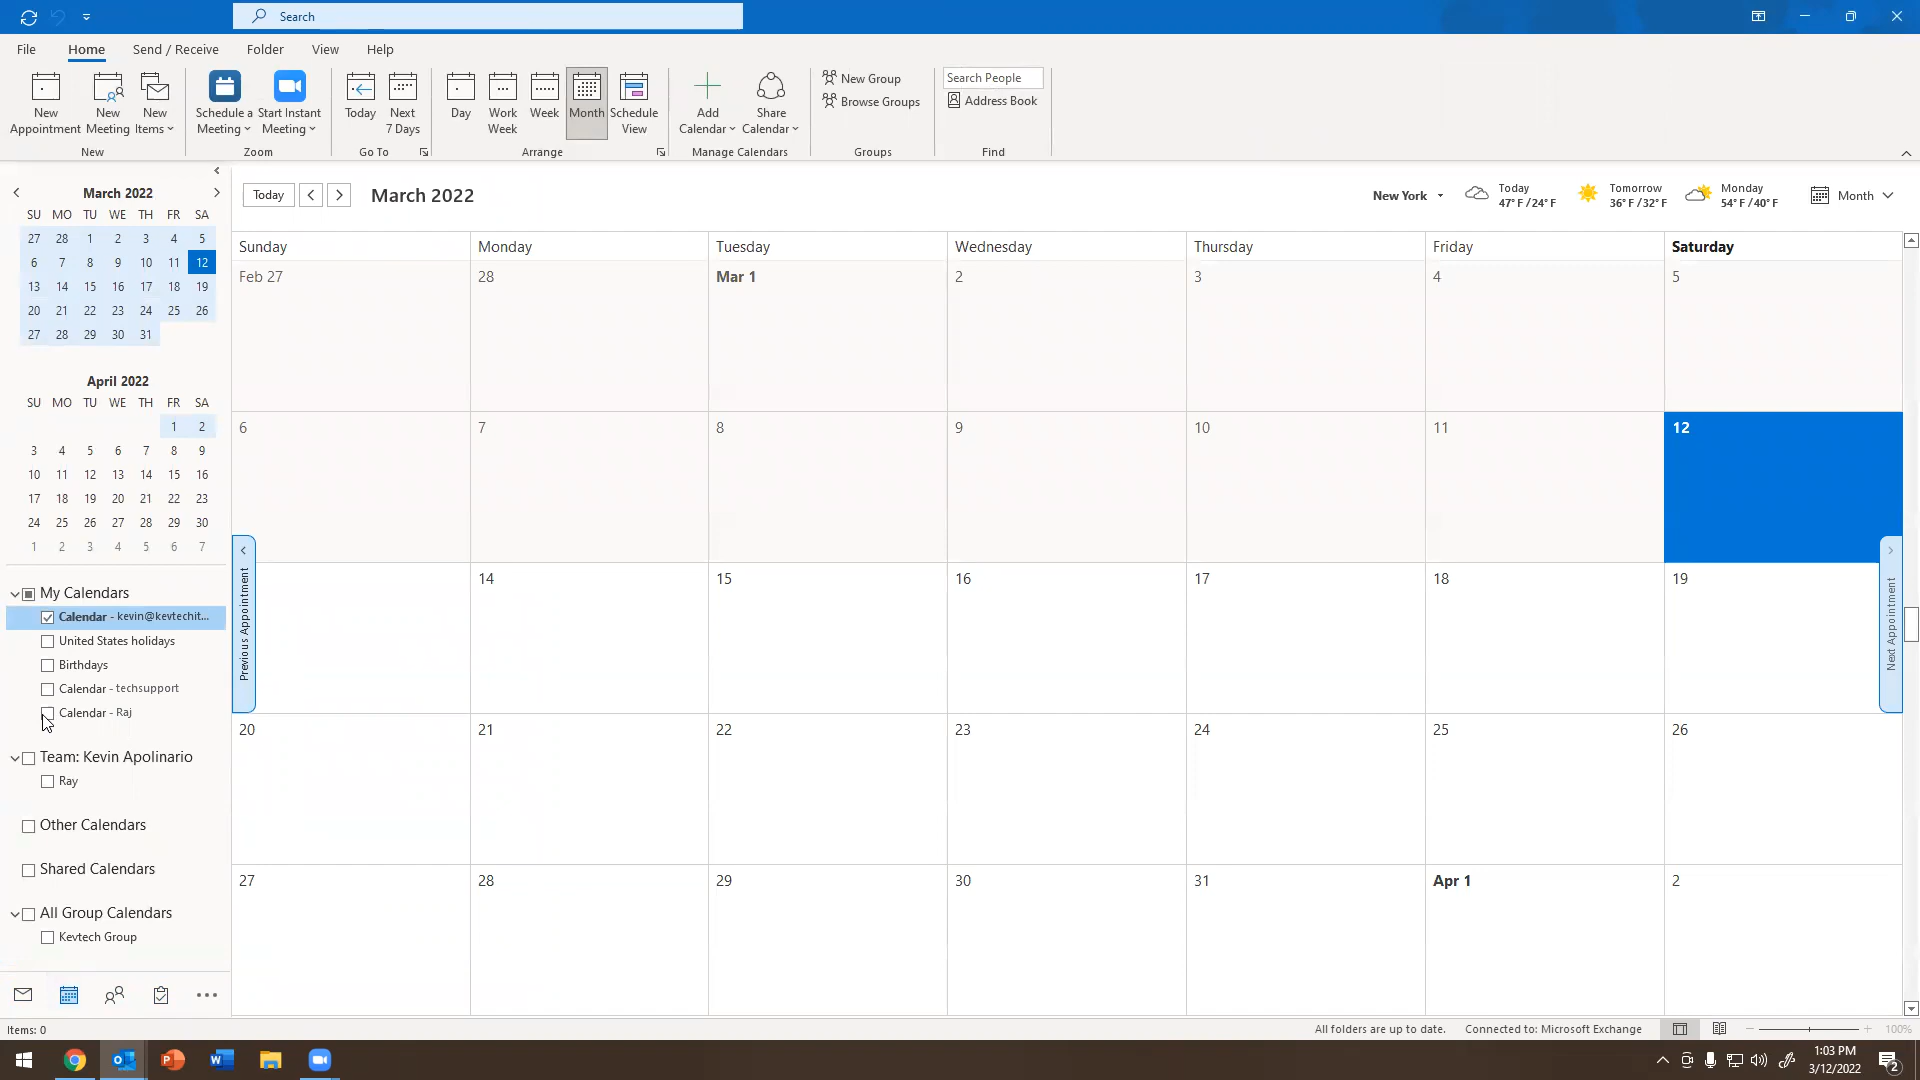 Search
File Home Send / Receive Folder View Help
New Appointment
New Meeting
New Items
New
Schedule a Meeting
Start Instant Meeting
Zoom
Today
Next 7 Days
Go To
Day
Work Week
Week
Month
Schedule View
Arrange
Add Calendar
Share Calendar
Manage Calendars
New Group
Browse Groups
Groups
Search People
Address Book
Find
March 2022
SU MO TU WE TH FR SA
27 28 1 2 3 4 5
6 7 8 9 10 11 12
13 14 15 16 17 18 19
20 21 22 23 24 25 26
27 28 29 30 31
April 2022
SU MO TU WE TH FR SA
1 2
3 4 5 6 7 8 9
10 11 12 13 14 15 16
17 18 19 20 21 22 23
24 25 26 27 28 29 30
1 2 3 4 5 6 7
My Calendars
Calendar - kevin@kevtechit...
United States holidays
Birthdays
Calendar - techsupport
Calendar - Raj
Team: Kevin Apolinario
Ray
Other Calendars
Shared Calendars
All Group Calendars
Kevtech Group
Today March 2022
New York
Today 47° F / 24° F
Tomorrow 36° F / 32° F
Monday 54° F / 40° F
Month
Sunday Monday Tuesday Wednesday Thursday Friday Saturday
Feb 27 28 Mar 1 2 3 4 5
6 7 8 9 10 11 12
14 15 16 17 18 19
20 21 22 23 24 25 26
27 28 29 30 31 Apr 1 2
Previous Appointment
Next Appointment
Items: 0
All folders are up to date. Connected to: Microsoft Exchange
100%
1:03 PM
3/12/2022
2